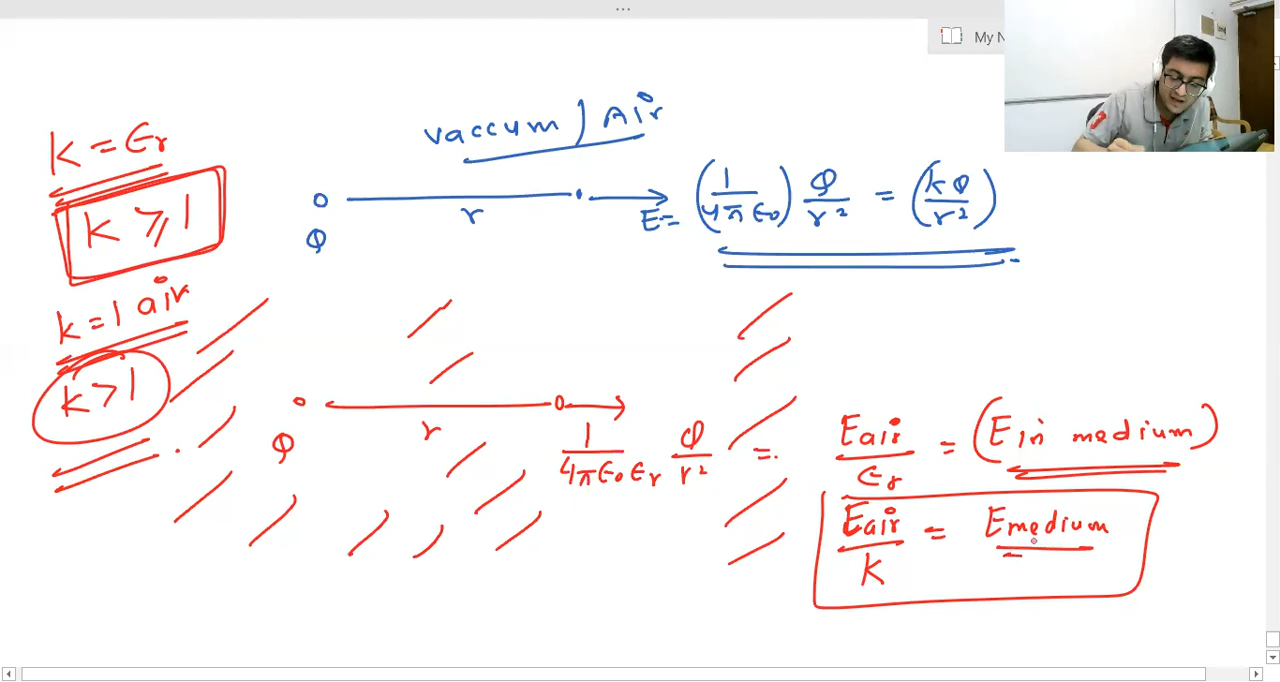 ...
My N
vaccum / Air
k = ϵr
k ⩾ 1
Q
r
E = (1/4πϵ0) Q/r² = (kQ/r²)
k = 1 air
k > 1
Q
r
1/4πϵ0ϵr Q/r² = Eair/ϵr = (E in medium)
Eair/k = Emedium